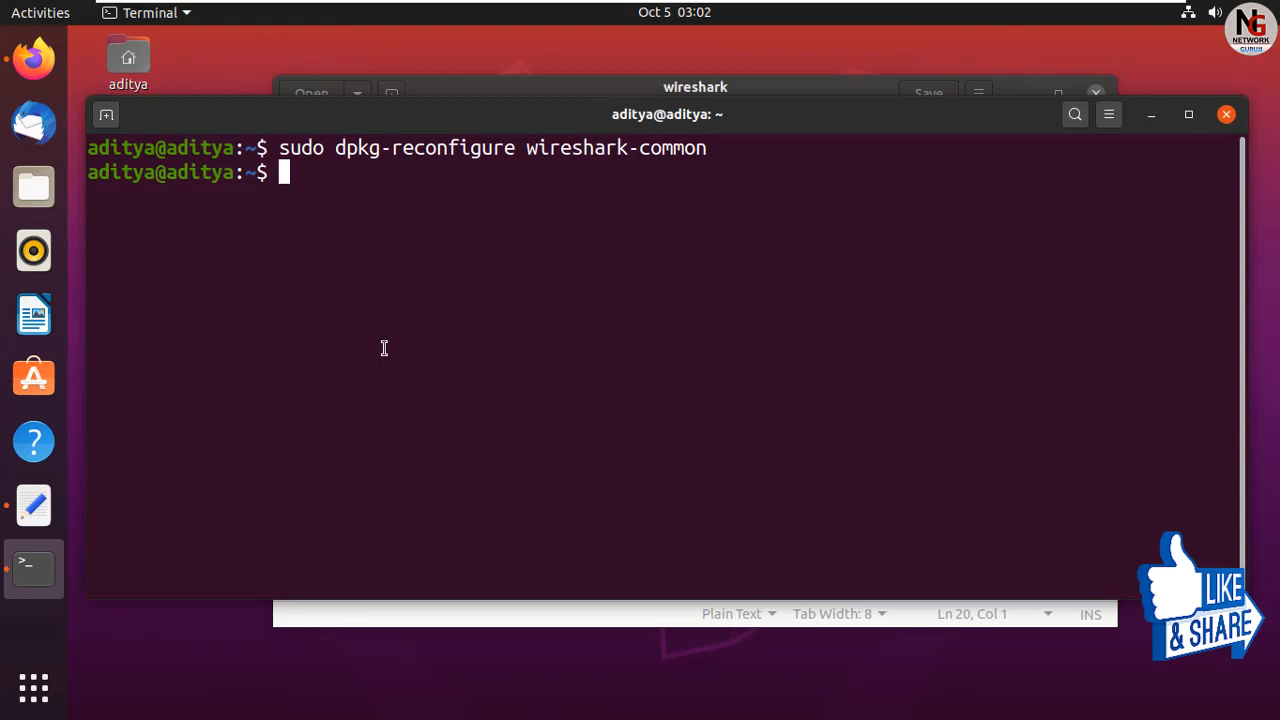 Activities
Terminal
Oct 5 03:02
NG
NETWORK
GURUJI
aditya
Open
wireshark
Save
aditya@aditya: ~
aditya@aditya:~$ sudo dpkg-reconfigure wireshark-common
aditya@aditya:~$
Plain Text
Tab Width: 8
Ln 20, Col 1
INS
LIKE
& SHARE